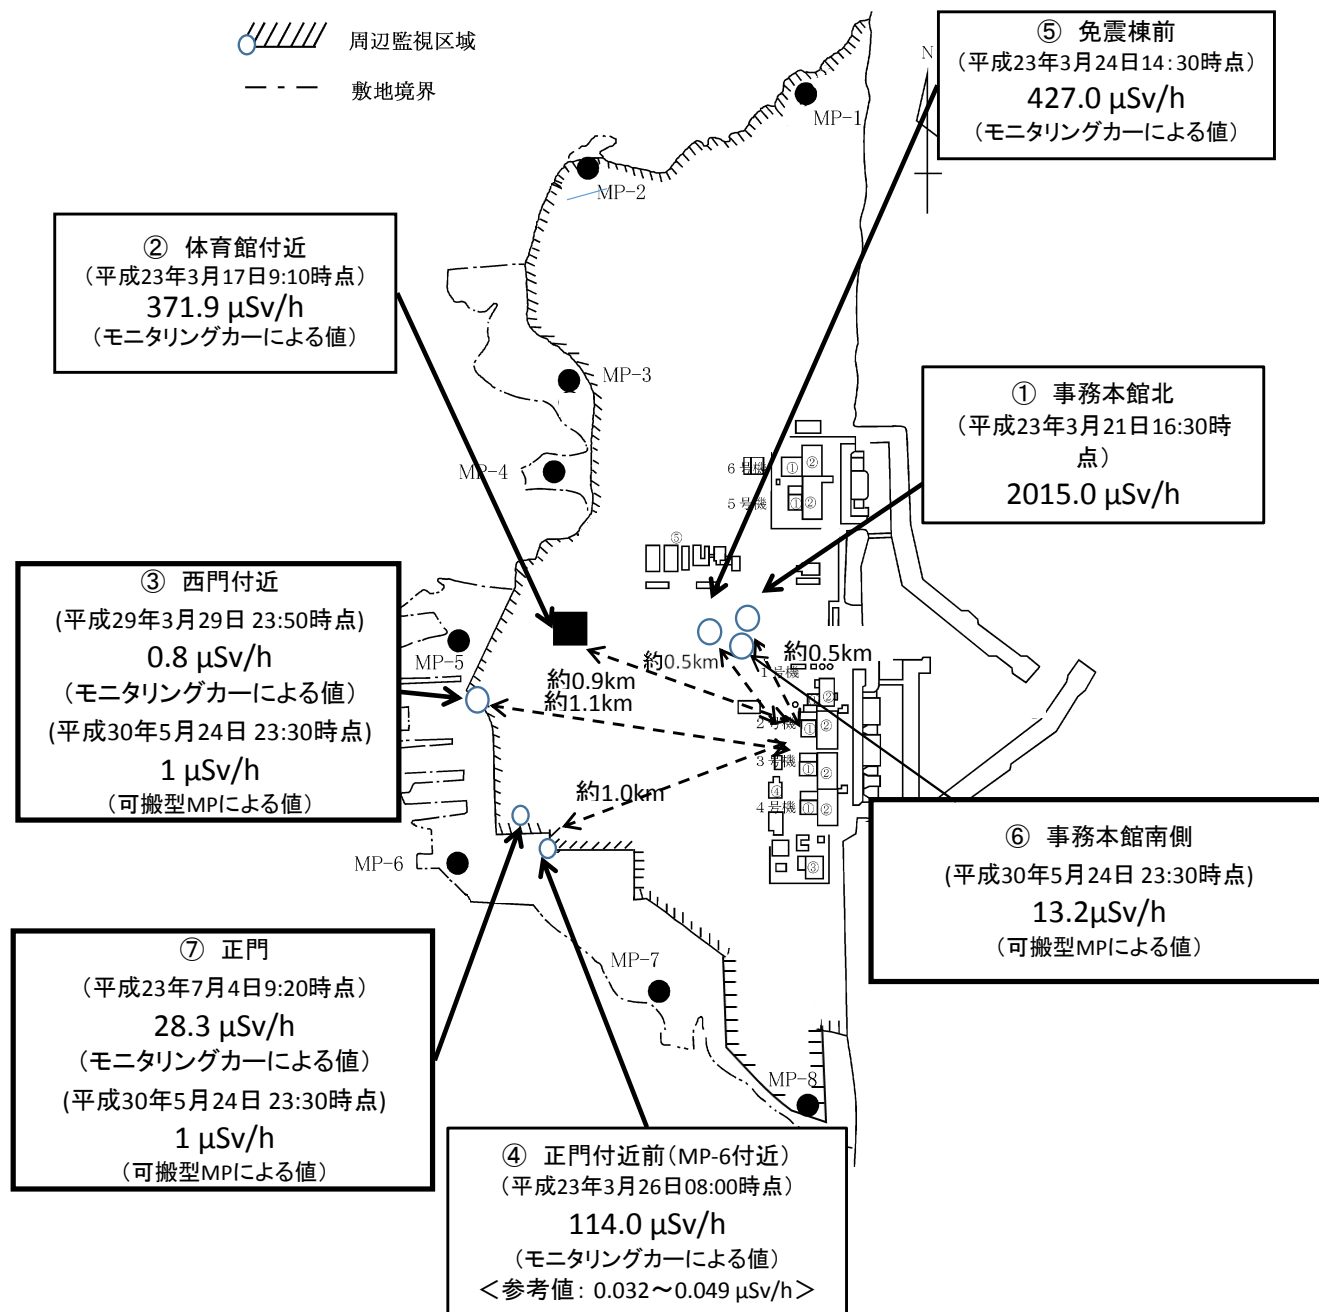 周辺監視区域
敷地境界
⑤ 免震棟前
（平成23年3月24日14：30時点）
427.0 μSv/h
（モニタリングカーによる値）
N
MP-1
MP-2
② 体育館付近
（平成23年3月17日9:10時点）
371.9 μSv/h
（モニタリングカーによる値）
MP-3
① 事務本館北
（平成23年3月21日16:30時
点）
2015.0 μSv/h
MP-4
6号機
①
②
5号機
①
②
⑤
③ 西門付近
(平成29年3月29日 23:50時点)
0.8 μSv/h
（モニタリングカーによる値）
(平成30年5月24日 23:30時点)
1 μSv/h
（可搬型MPによる値）
MP-5
約0.5km
約0.5km
約0.9km
約1.1km
1号機
②
2号機
①
②
3号機
①
②
④
4号機
①
②
③
約1.0km
MP-6
⑥ 事務本館南側
(平成30年5月24日 23:30時点)
13.2μSv/h
（可搬型MPによる値）
⑦ 正門
（平成23年7月4日9:20時点）
28.3 μSv/h
（モニタリングカーによる値）
(平成30年5月24日 23:30時点)
1 μSv/h
（可搬型MPによる値）
MP-7
MP-8
④ 正門付近前（MP-6付近）
（平成23年3月26日08:00時点）
114.0 μSv/h
（モニタリングカーによる値）
＜参考値： 0.032～0.049 μSv/h＞